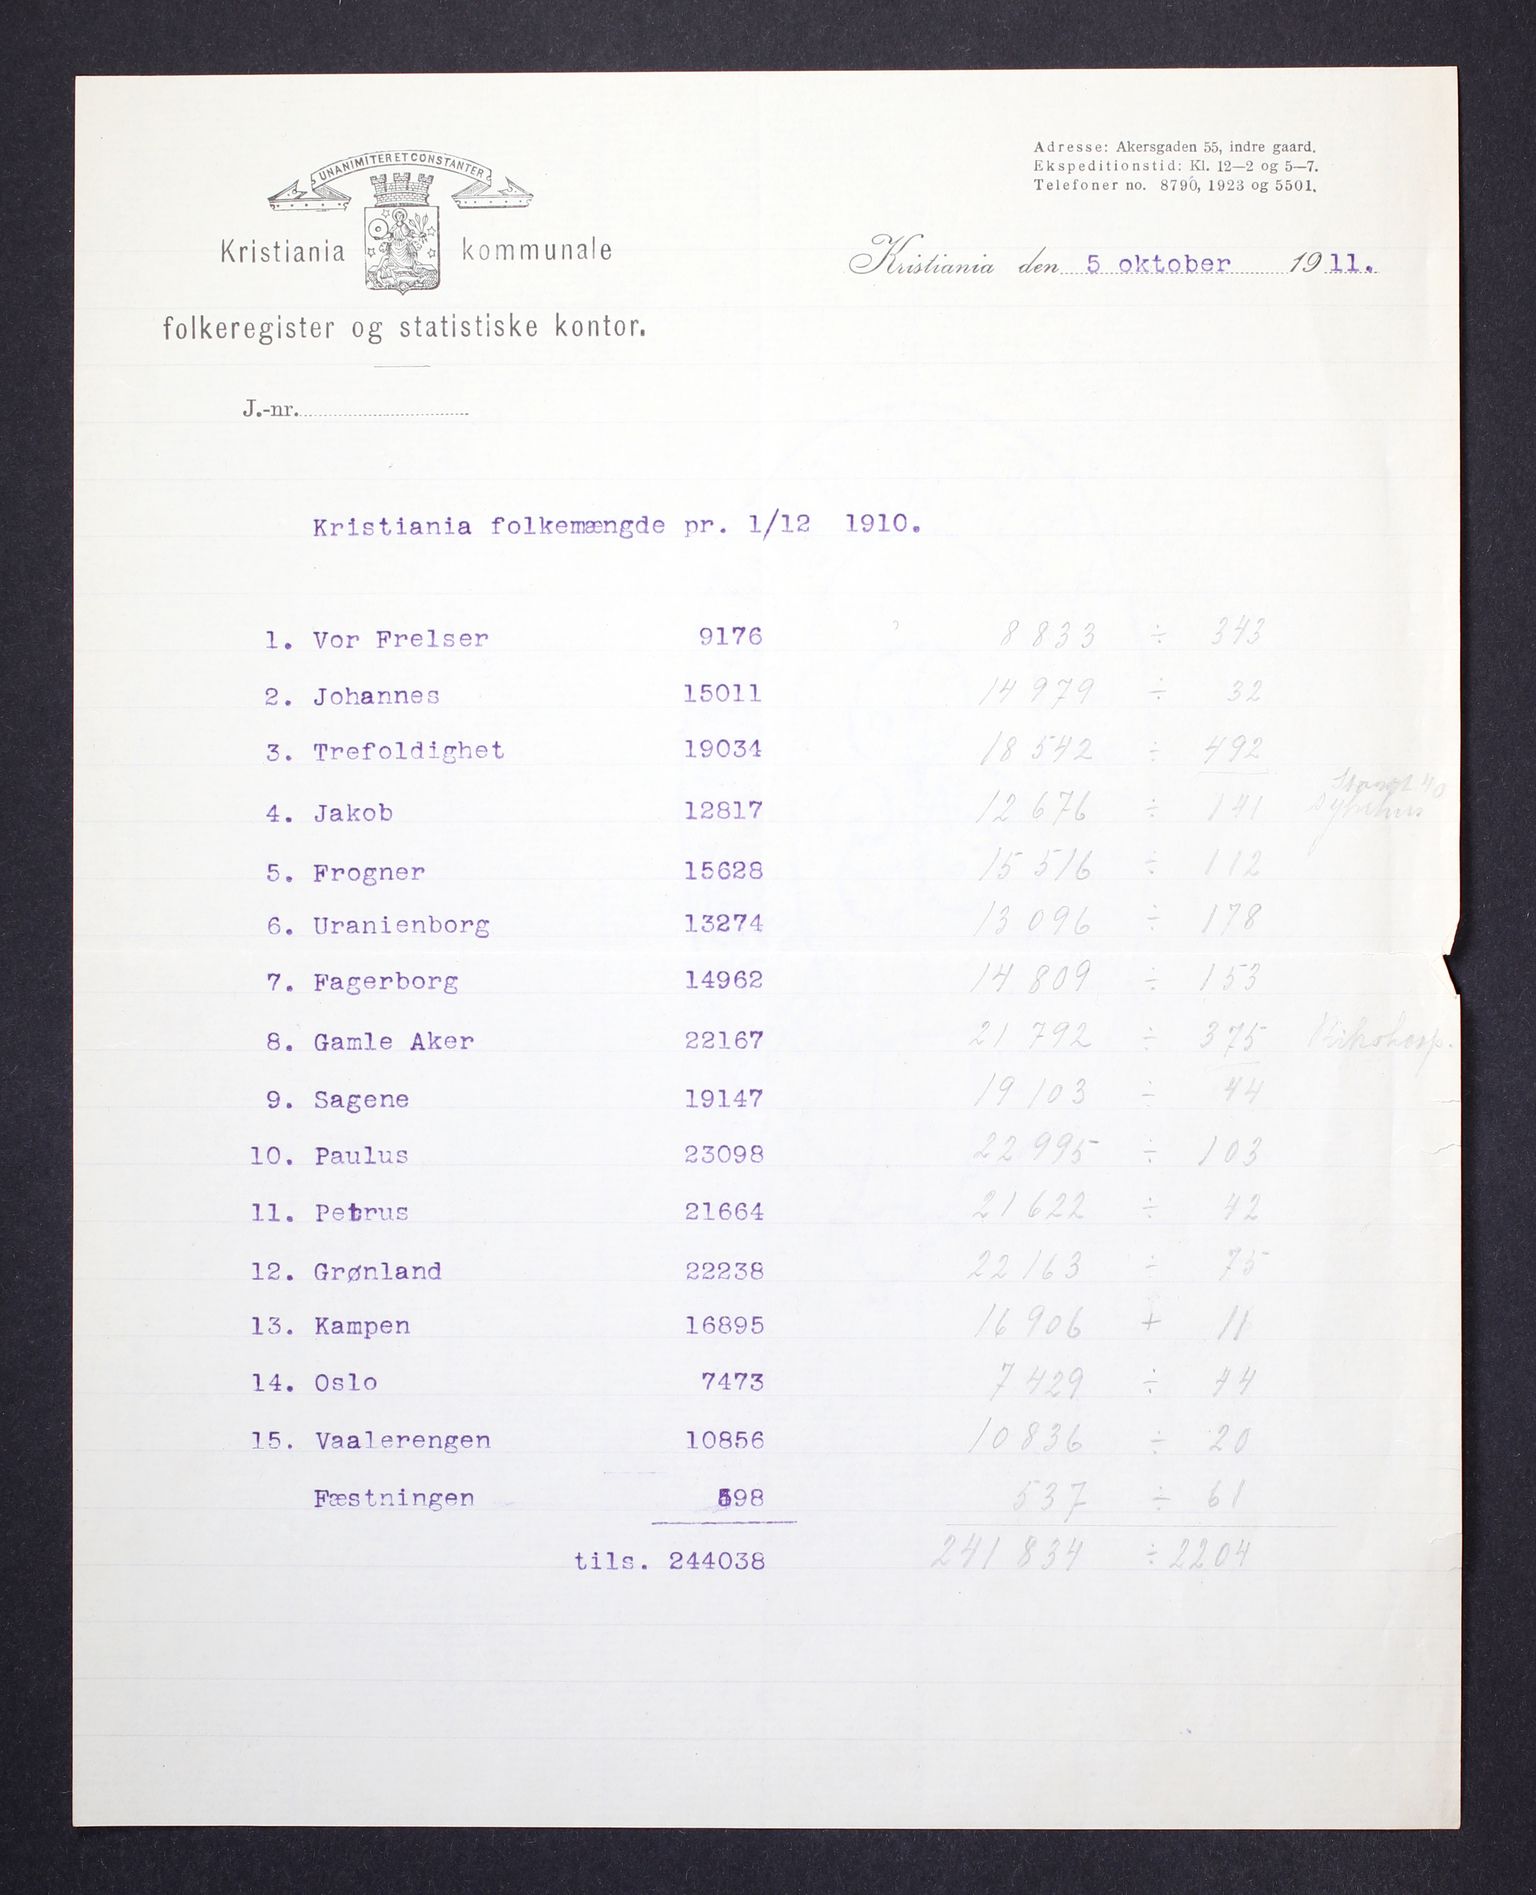 UNANIMITER ET CONSTANTER
Kristiania kommunale
folkeregister og statistiske kontor.
J.-nr.
Adresse: Akersgaden 55, indre gaard.
Ekspeditionstid: Kl. 12—2 og 5—7.
Telefoner no. 8790, 1923 og 5501.
Kristiania den 5 oktober 1911.
Kristiania folkemængde pr. 1/12 1910.
1. Vor Frelser 9176 8833 ÷ 343
2. Johannes 15011 14979 ÷ 32
3. Trefoldighet 19034 18542 ÷ 492
4. Jakob 12817 12676 ÷ 141
5. Frogner 15628 15516 ÷ 112
6. Uranienborg 13274 13096 ÷ 178
7. Fagerborg 14962 14809 ÷ 153
8. Gamle Aker 22167 21792 ÷ 375 Rikshosp.
9. Sagene 19147 19103 ÷ 44
10. Paulus 23098 22995 ÷ 103
11. Petrus 21664 21622 ÷ 42
12. Grønland 22238 22163 ÷ 75
13. Kampen 16895 16906 + 11
14. Oslo 7473 7429 ÷ 44
15. Vaalerengen 10856 10836 ÷ 20
Fæstningen 598 537 ÷ 61
tils. 244038 241834 ÷ 2204